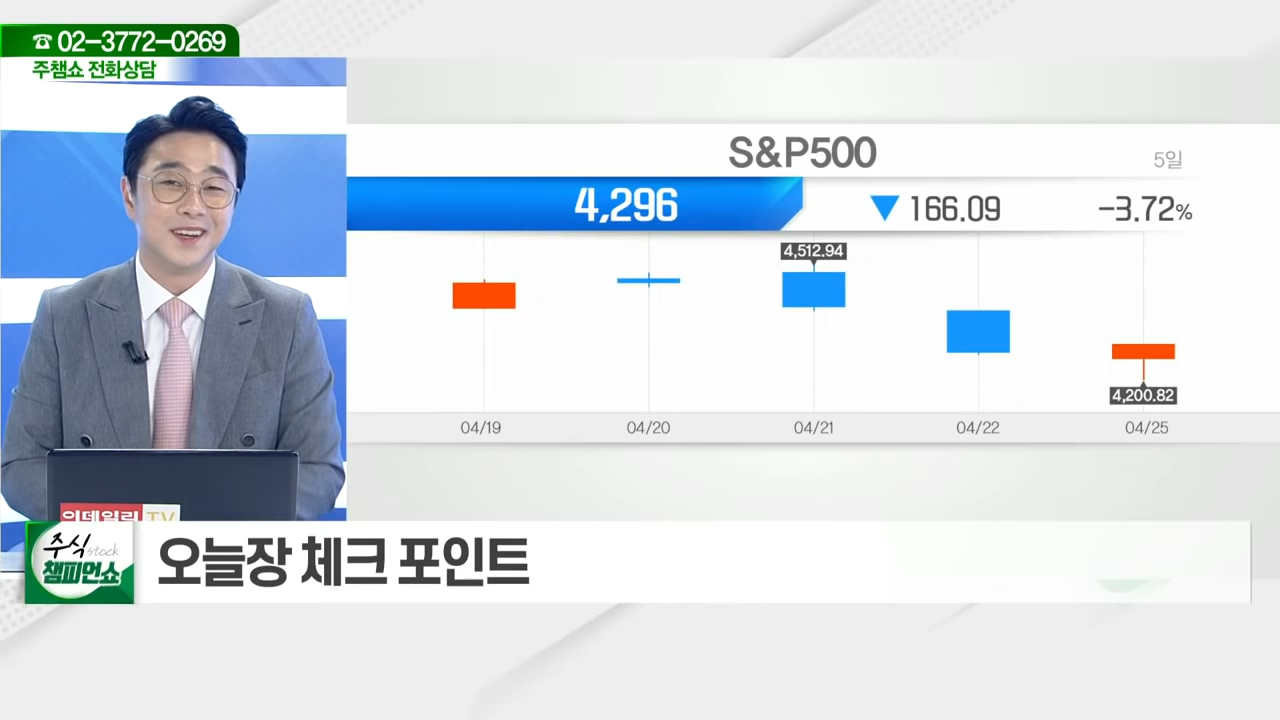 ☎ 02-3772-0269
주챔쇼 전화상담
S&P500
5일
4,296
▼ 166.09
-3.72%
4,512.94
4,200.82
04/19
04/20
04/21
04/22
04/25
이데일리 TV
주식 stock
챔피언쇼
오늘장 체크 포인트